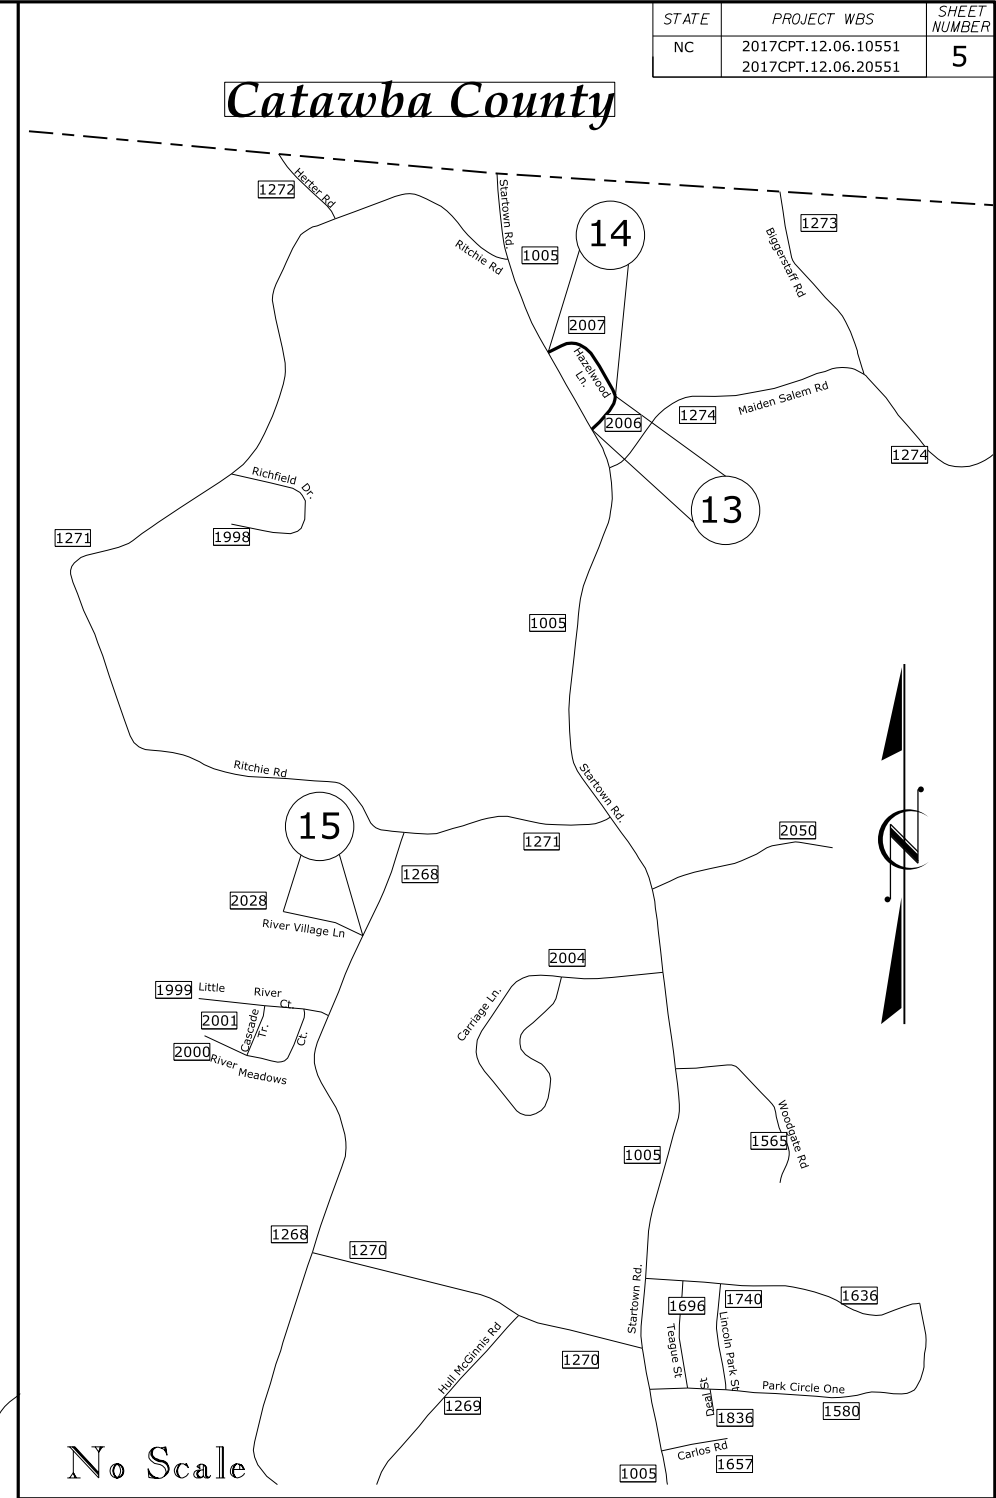 STATE PROJECT WBS SHEET NUMBER
NC 2017CPT.12.06.10551 5
2017CPT.12.06.20551
Catawba County
1272
Herter Rd
Startown Rd.
1273
14
1005
Ritchie Rd
Biggerstaff Rd
2007
Hazelwood
Ln.
Maiden Salem Rd
1274
2006
1274
Richfield Dr.
13
1271
1998
1005
Ritchie Rd
Startown Rd.
15
2050
1271
1268
2028
River Village Ln
2004
1999
Little River Ct.
Carriage Ln.
2001
Cascade
Tr.
Ct.
2000
River Meadows
Woodgate Rd
1565
1005
1268
1270
Startown Rd.
1636
1740
1696
Teague St
Lincoln Park St
Hull McGinnis Rd
1270
Deal St
Park Circle One
1269
1580
1836
Carlos Rd
1657
1005
No Scale
N